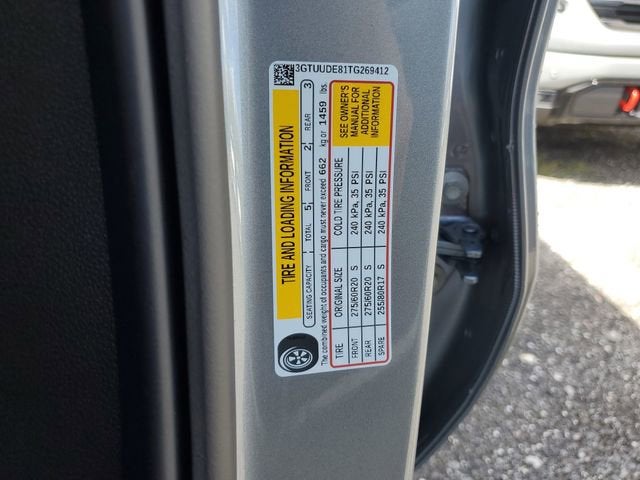 3GTUUDE81TG269412
TIRE AND LOADING INFORMATION
SEATING CAPACITY TOTAL 5 FRONT 2 REAR 3
The combined weight of occupants and cargo must never exceed 662 kg or 1459 lbs.
TIRE ORIGINAL SIZE COLD TIRE PRESSURE
FRONT 275/60R20 S 240 kPa, 35 PSI
REAR 275/60R20 S 240 kPa, 35 PSI
SPARE 255/80R17 S 240 kPa, 35 PSI
SEE OWNER'S
MANUAL FOR
ADDITIONAL
INFORMATION